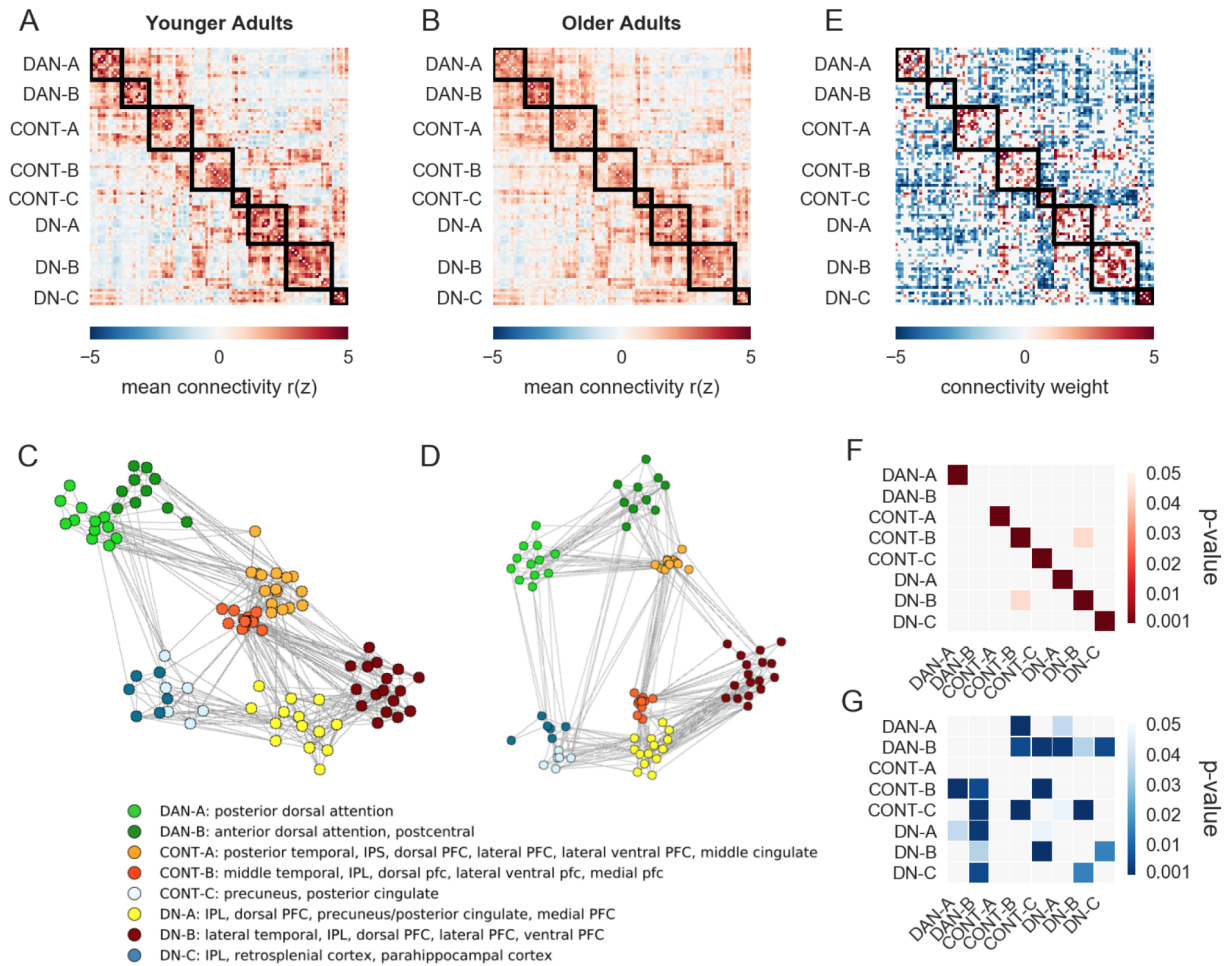 A Younger Adults
B Older Adults
E
DAN-A
DAN-B
CONT-A
CONT-B
CONT-C
DN-A
DN-B
DN-C
DAN-A
DAN-B
CONT-A
CONT-B
CONT-C
DN-A
DN-B
DN-C
DAN-A
DAN-B
CONT-A
CONT-B
CONT-C
DN-A
DN-B
DN-C
−5 0 5
mean connectivity r(z)
−5 0 5
mean connectivity r(z)
−5 0 5
connectivity weight
C
D
F
DAN-A
DAN-B
CONT-A
CONT-B
CONT-C
DN-A
DN-B
DN-C
DAN-A
DAN-B
CONT-A
CONT-B
CONT-C
DN-A
DN-B
DN-C
0.05
0.04
0.03
0.02
0.01
0.001
p-value
G
DAN-A
DAN-B
CONT-A
CONT-B
CONT-C
DN-A
DN-B
DN-C
DAN-A
DAN-B
CONT-A
CONT-B
CONT-C
DN-A
DN-B
DN-C
0.05
0.04
0.03
0.02
0.01
0.001
p-value
DAN-A: posterior dorsal attention
DAN-B: anterior dorsal attention, postcentral
CONT-A: posterior temporal, IPS, dorsal PFC, lateral PFC, lateral ventral PFC, middle cingulate
CONT-B: middle temporal, IPL, dorsal pfc, lateral ventral pfc, medial pfc
CONT-C: precuneus, posterior cingulate
DN-A: IPL, dorsal PFC, precuneus/posterior cingulate, medial PFC
DN-B: lateral temporal, IPL, dorsal PFC, lateral PFC, ventral PFC
DN-C: IPL, retrosplenial cortex, parahippocampal cortex